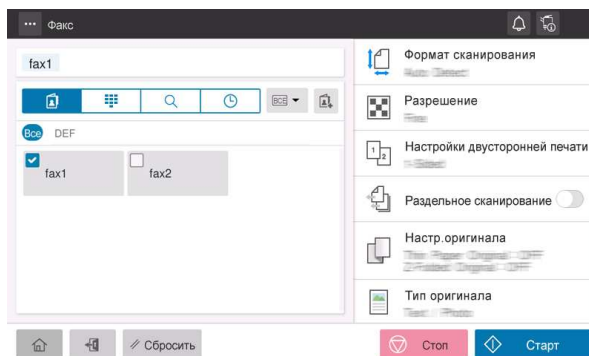 Факс
fax1
ВСЕ
Все DEF
fax1
fax2
Формат сканирования
Разрешение
Настройки двусторонней печати
Раздельное сканирование
Настр.оригинала
Тип оригинала
Сбросить
Стоп
Старт